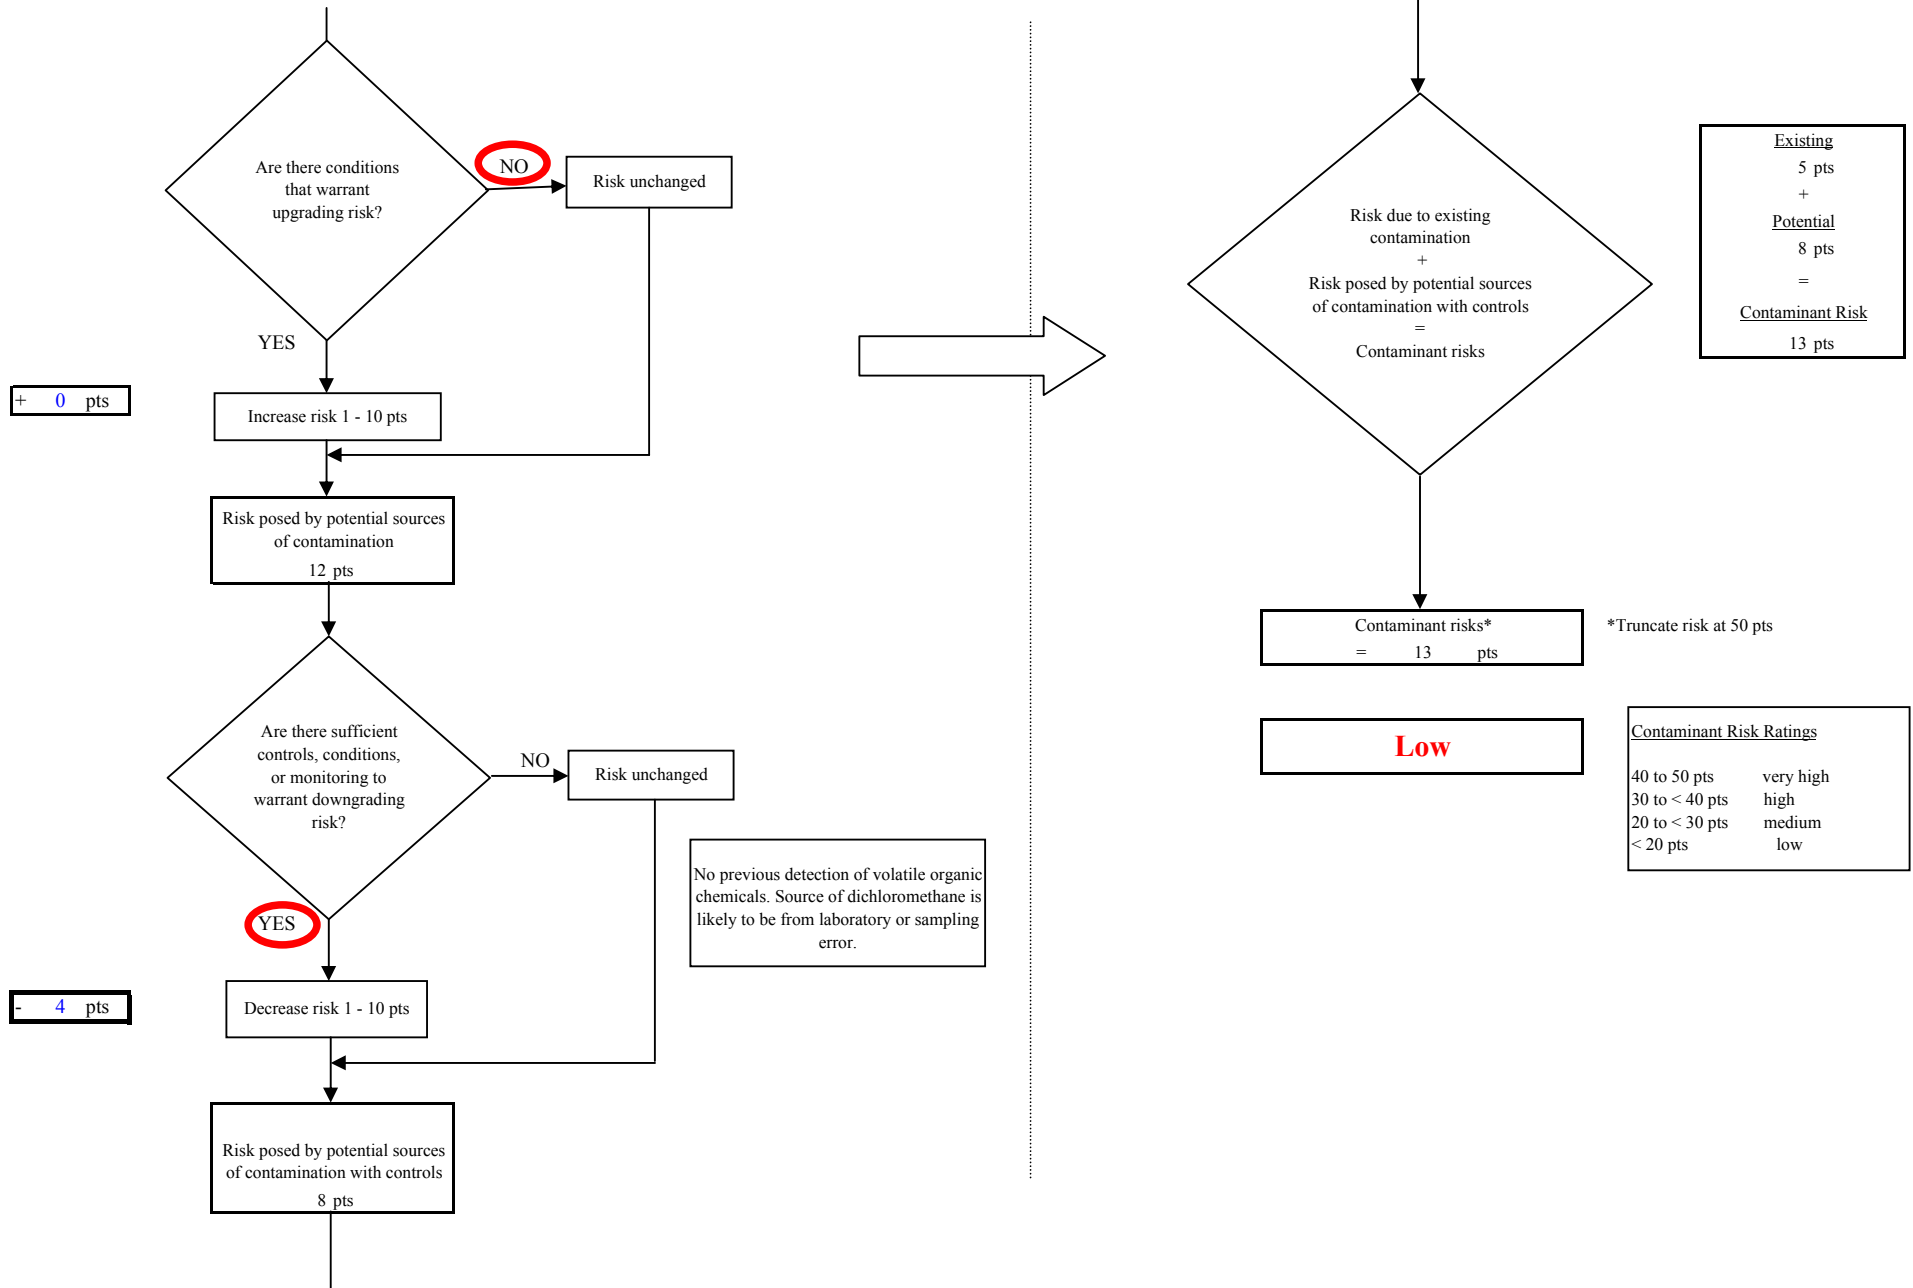 Are there conditions
that warrant
upgrading risk?
NO
Risk unchanged
YES
+ 0 pts
Increase risk 1 - 10 pts
Risk posed by potential sources
of contamination
12 pts
Are there sufficient
controls, conditions,
or monitoring to
warrant downgrading
risk?
NO
Risk unchanged
No previous detection of volatile organic
chemicals. Source of dichloromethane is
likely to be from laboratory or sampling
error.
YES
- 4 pts
Decrease risk 1 - 10 pts
Risk posed by potential sources
of contamination with controls
8 pts
Risk due to existing
contamination
+
Risk posed by potential sources
of contamination with controls
=
Contaminant risks
Existing
5 pts
+
Potential
8 pts
=
Contaminant Risk
13 pts
Contaminant risks*
= 13 pts
*Truncate risk at 50 pts
Low
Contaminant Risk Ratings
40 to 50 pts very high
30 to < 40 pts high
20 to < 30 pts medium
< 20 pts low